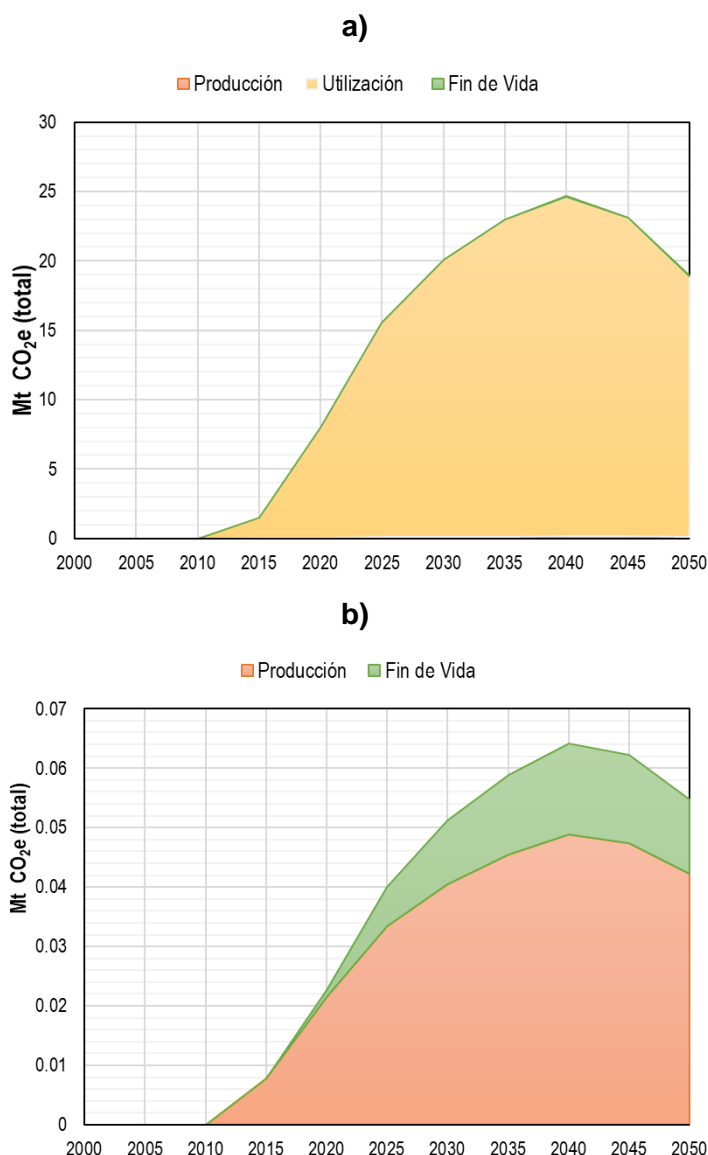 a)
Producción Utilización Fin de Vida
30
25
20
15
10
5
0
Mt CO₂e (total)
2000 2005 2010 2015 2020 2025 2030 2035 2040 2045 2050
b)
Producción Fin de Vida
0.07
0.06
0.05
0.04
0.03
0.02
0.01
0
Mt CO₂e (total)
2000 2005 2010 2015 2020 2025 2030 2035 2040 2045 2050